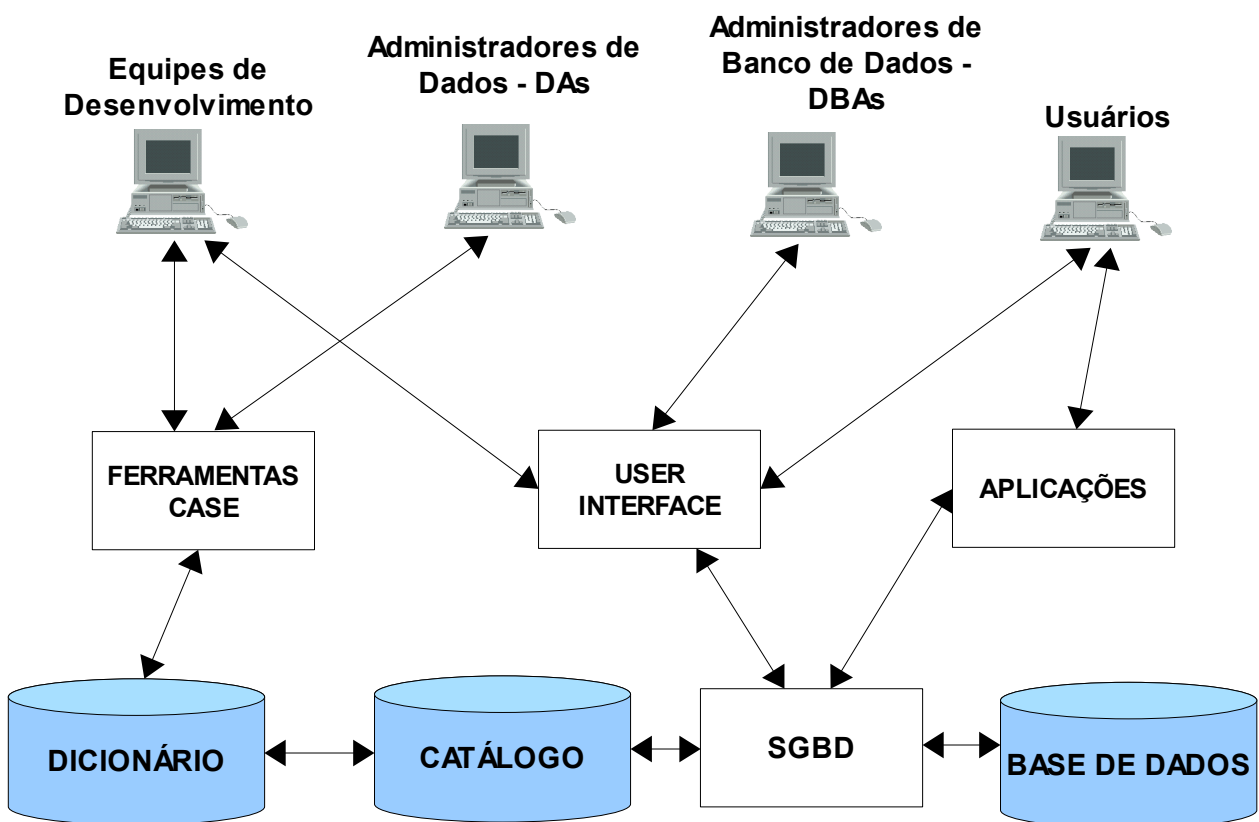 Equipes de
Desenvolvimento
Administradores de
Dados - DAs
Administradores de
Banco de Dados -
DBAs
Usuários
FERRAMENTAS
CASE
USER
INTERFACE
APLICAÇÕES
DICIONÁRIO
CATÁLOGO
SGBD
BASE DE DADOS